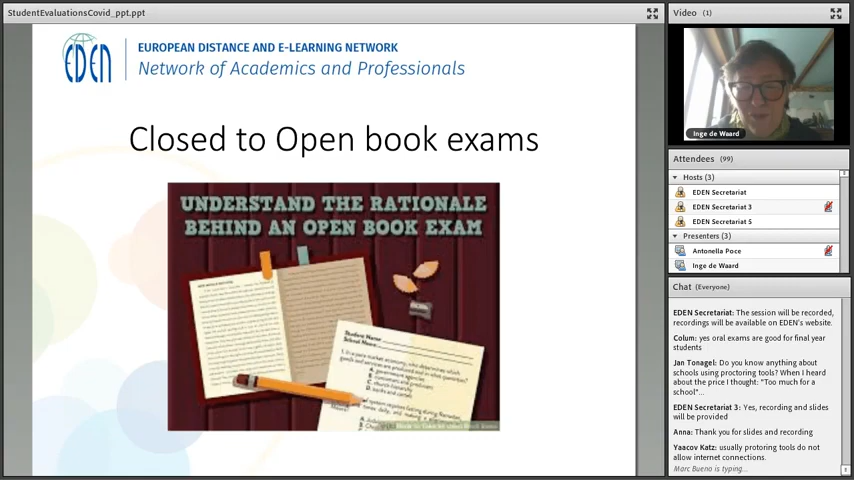 StudentEvaluationsCovid_ppt.ppt
EDEN
EUROPEAN DISTANCE AND E-LEARNING NETWORK
Network of Academics and Professionals
Closed to Open book exams
UNDERSTAND THE RATIONALE
BEHIND AN OPEN BOOK EXAM
Student Name
School Name
Video (1)
Inge de Waard
Attendees (99)
Hosts (3)
EDEN Secretariat
EDEN Secretariat 3
EDEN Secretariat 5
Presenters (3)
Antonella Poce
Inge de Waard
Chat (Everyone)
EDEN Secretariat: The session will be recorded,
recordings will be available on EDEN's website.
Colum: yes oral exams are good for final year
students
Jan Tonagel: Do you know anything about
schools using proctoring tools? When I heard
about the price I thought: "Too much for a
school"...
EDEN Secretariat 3: Yes, recording and slides
will be provided
Anna: Thank you for slides and recording
Yaacov Katz: usually protoring tools do not
allow internet connections.
Marc Bueno is typing...